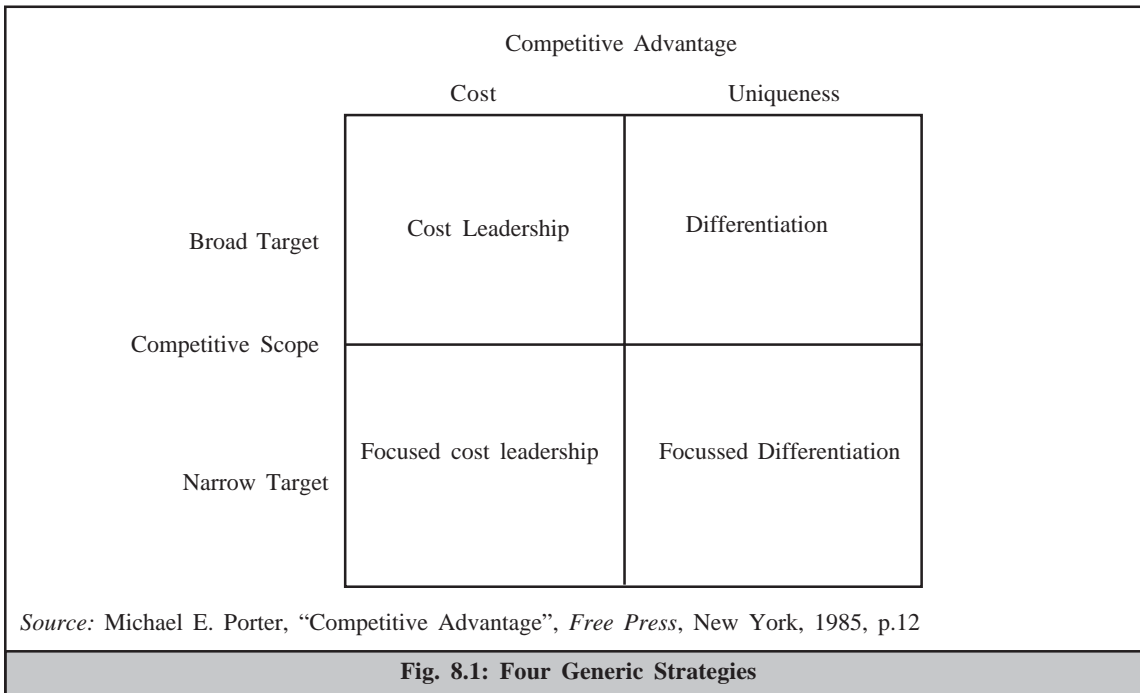 Competitive Advantage
Cost Uniqueness
Broad Target Cost Leadership Differentiation
Competitive Scope
Narrow Target Focused cost leadership Focussed Differentiation
Source: Michael E. Porter, “Competitive Advantage”, Free Press, New York, 1985, p.12
Fig. 8.1: Four Generic Strategies